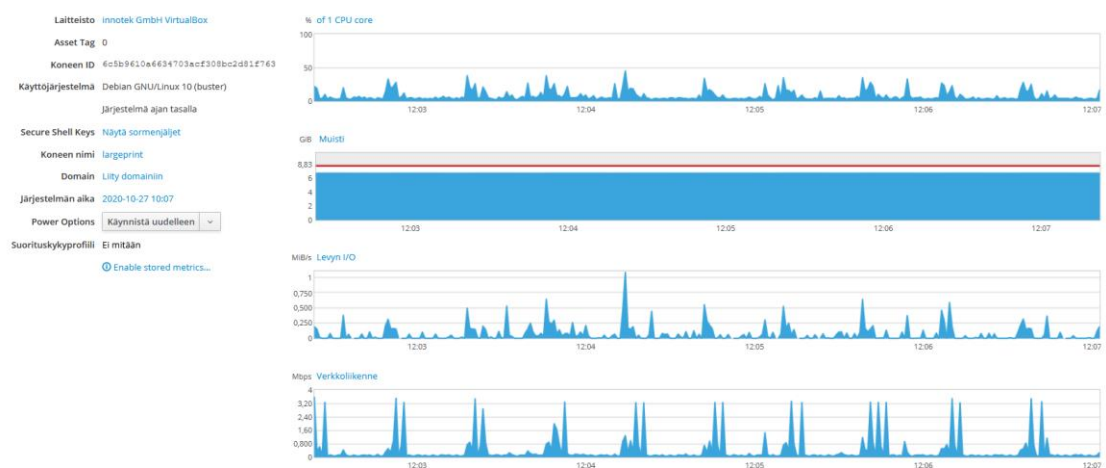 Laitteisto innotek GmbH VirtualBox
Asset Tag 0
Koneen ID 6c5b9610a6634703acf308bc2d81f763
Käyttöjärjestelmä Debian GNU/Linux 10 (buster)
Järjestelmä ajan tasalla
Secure Shell Keys Näytä sormenjäljet
Koneen nimi largeprint
Domain Liity domainiin
Järjestelmän aika 2020-10-27 10:07
Power Options Käynnistä uudelleen
Suorituskykyprofiili Ei mitään
Enable stored metrics...
% of 1 CPU core
100
50
0
12:03 12:04 12:05 12:06 12:07
GiB Muisti
8,83
6
4
2
0
12:03 12:04 12:05 12:06 12:07
MiB/s Levyn I/O
1
0,750
0,500
0,250
0
12:03 12:04 12:05 12:06 12:07
Mbps Verkkoliikenne
4
3,20
2,40
1,60
0,800
0
12:03 12:04 12:05 12:06 12:07